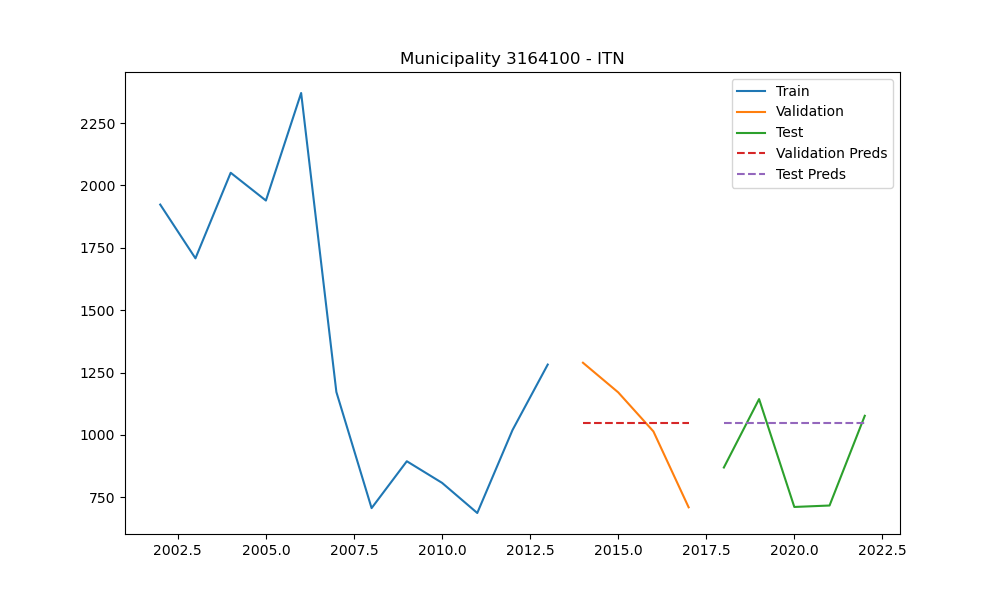 Municipality 3164100 - ITN
Train
Validation
Test
Validation Preds
Test Preds
2250
2000
1750
1500
1250
1000
750
2002.5 2005.0 2007.5 2010.0 2012.5 2015.0 2017.5 2020.0 2022.5